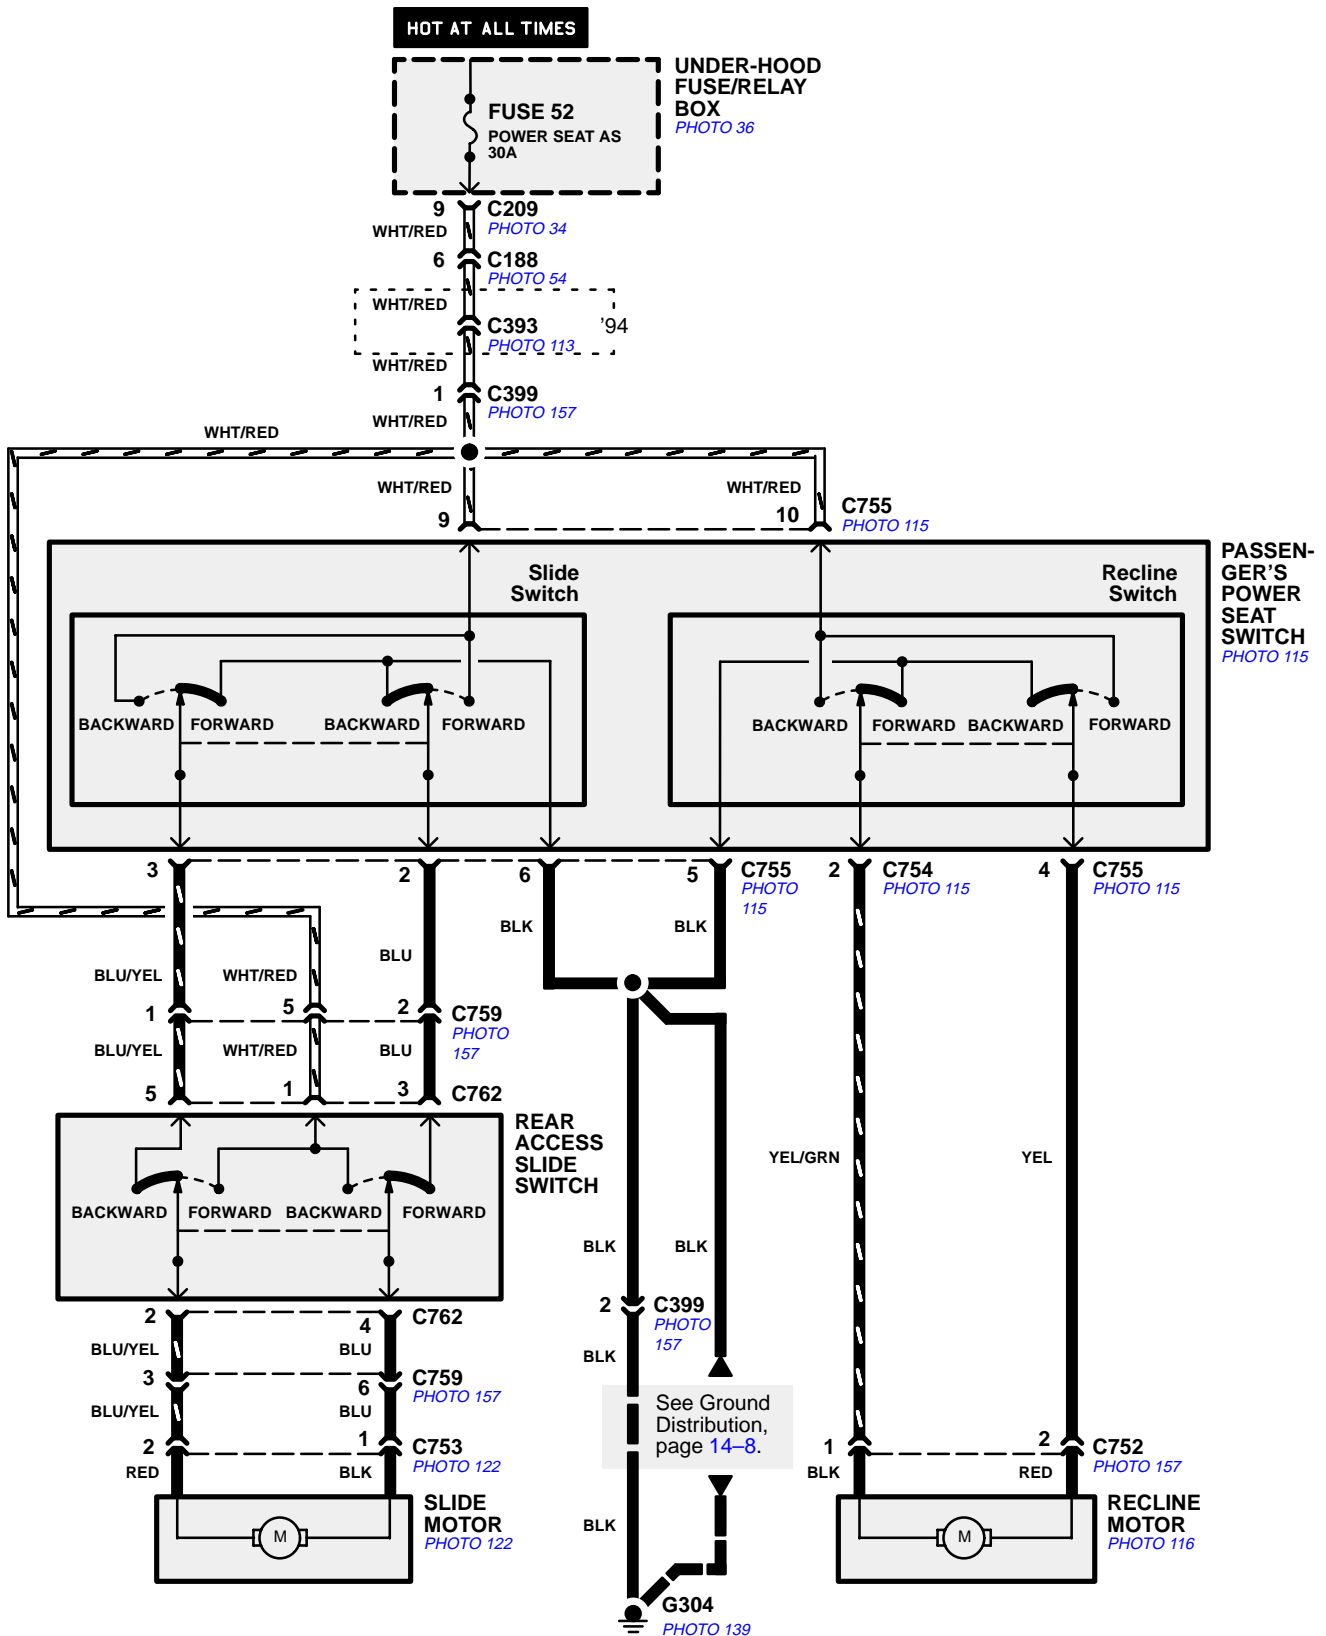 HOT AT ALL TIMES
UNDER-HOOD
FUSE/RELAY
BOX
PHOTO 36
FUSE 52
POWER SEAT AS
30A
9
C209
WHT/RED
PHOTO 34
6
C188
PHOTO 54
WHT/RED
C393
'94
PHOTO 113
WHT/RED
1
C399
PHOTO 157
WHT/RED
WHT/RED
WHT/RED
WHT/RED
9
10
C755
PHOTO 115
PASSEN-
GER'S
POWER
SEAT
SWITCH
PHOTO 115
Slide
Switch
Recline
Switch
BACKWARD
FORWARD
BACKWARD
FORWARD
BACKWARD
FORWARD
BACKWARD
FORWARD
3
2
6
5
C755
PHOTO
115
2
C754
PHOTO 115
4
C755
PHOTO 115
BLK
BLK
BLU/YEL
WHT/RED
BLU
1
5
2
C759
PHOTO
157
BLU/YEL
WHT/RED
BLU
5
1
3
C762
REAR
ACCESS
SLIDE
SWITCH
BACKWARD
FORWARD
BACKWARD
FORWARD
YEL/GRN
YEL
BLK
BLK
2
C399
PHOTO
157
BLK
2
4
C762
BLU/YEL
BLU
3
6
C759
PHOTO 157
BLU/YEL
BLU
2
1
C753
PHOTO 122
RED
BLK
See Ground
Distribution,
page 14–8.
1
2
C752
PHOTO 157
BLK
RED
SLIDE
MOTOR
PHOTO 122
M
BLK
RECLINE
MOTOR
PHOTO 116
M
G304
PHOTO 139